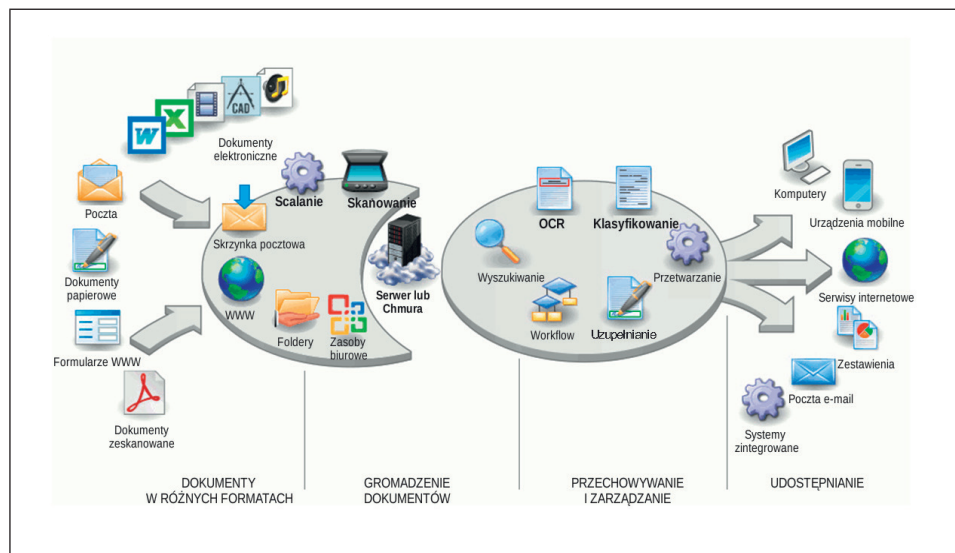 W
X
CAD
Dokumenty
elektroniczne
Poczta
Dokumenty
papierowe
Formularze WWW
Dokumenty
zeskanowane
Scalanie
Skanowanie
Skrzynka pocztowa
WWW
Foldery
Zasoby
biurowe
Serwer lub
Chmura
OCR
Klasyfikowanie
Wyszukiwanie
Przetwarzanie
Workflow
Uzupełnianie
Komputery
Urządzenia mobilne
Serwisy internetowe
Zestawienia
Poczta e-mail
Systemy
zintegrowane
DOKUMENTY
W RÓŻNYCH FORMATACH
GROMADZENIE
DOKUMENTÓW
PRZECHOWYWANIE
I ZARZĄDZANIE
UDOSTĘPNIANIE